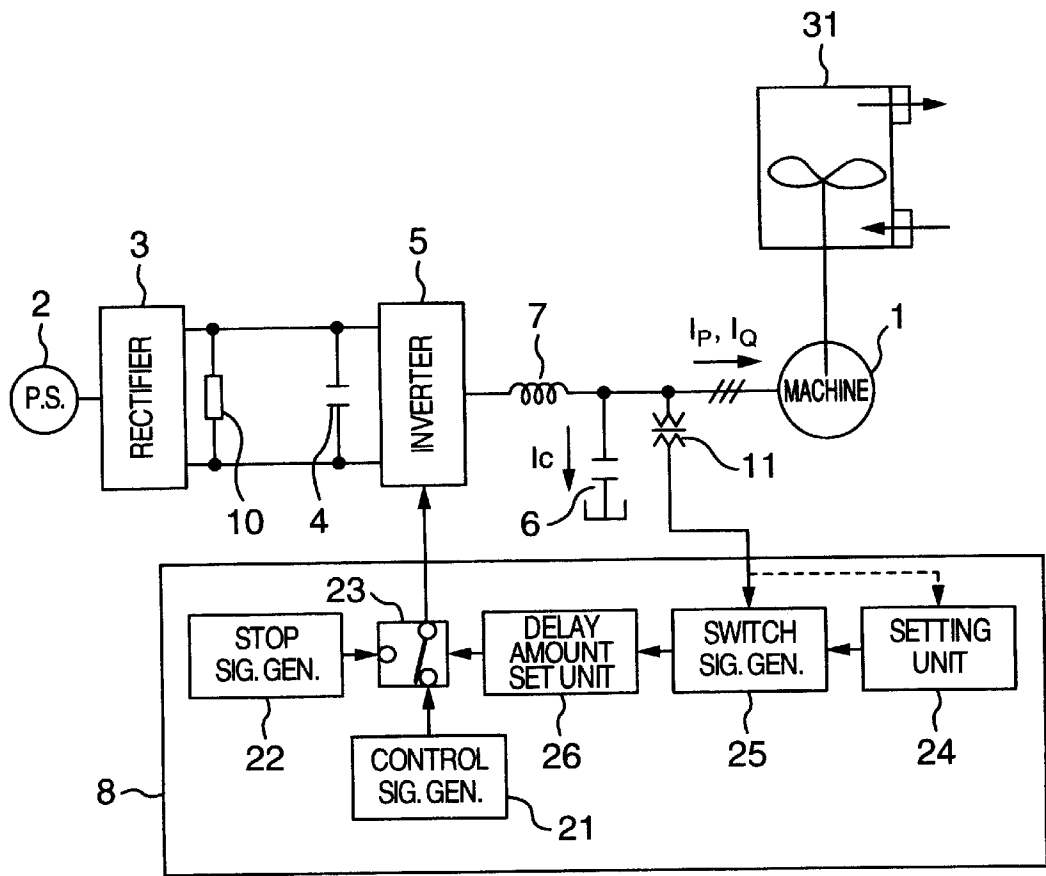 31
3
5
2
7
I_P, I_Q
1
P.S.
RECTIFIER
INVERTER
MACHINE
Ic
10
4
6
11
23
STOP
SIG. GEN.
DELAY
AMOUNT
SET UNIT
SWITCH
SIG. GEN.
SETTING
UNIT
22
26
25
24
CONTROL
SIG. GEN.
8
21